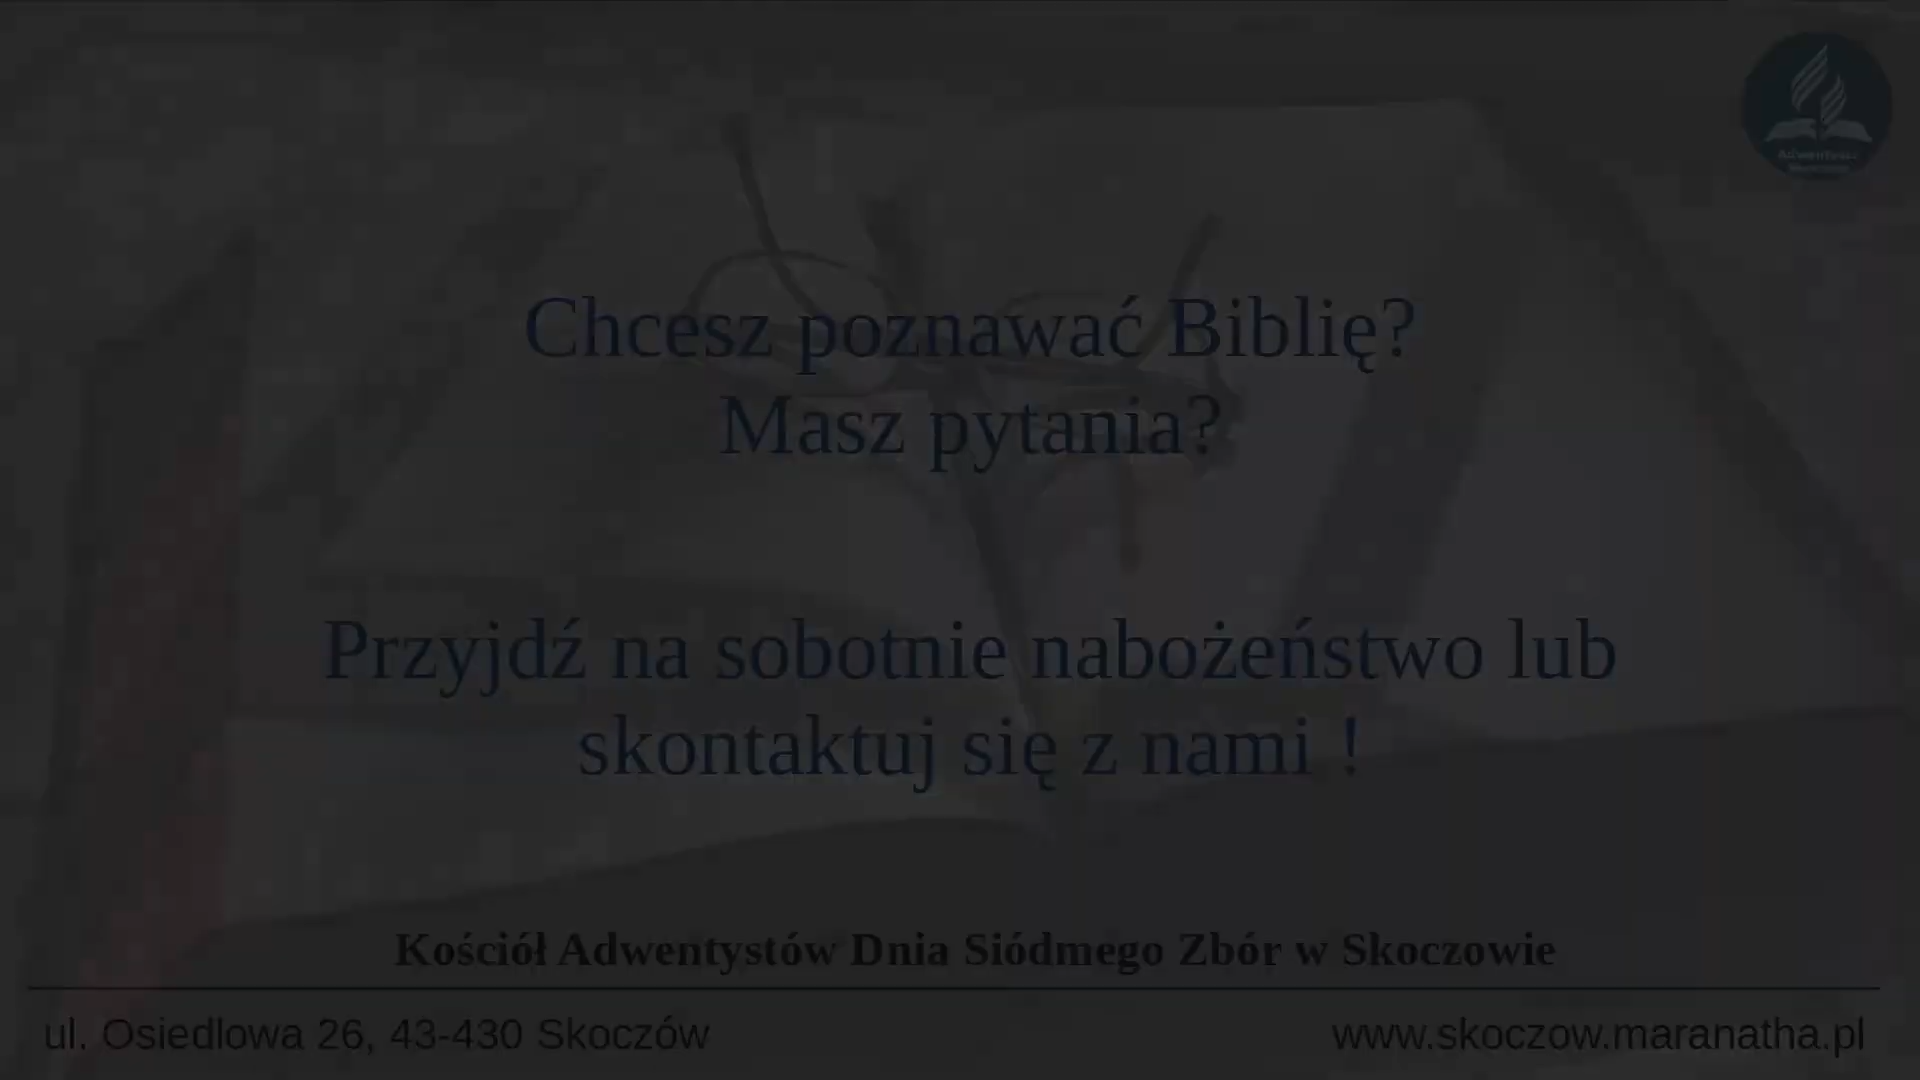 Adwentyści
Chcesz poznawać Biblię?
Masz pytania?
Przyjdź na sobotnie nabożeństwo lub
skontaktuj się z nami !
Kościół Adwentystów Dnia Siódmego Zbór w Skoczowie
ul. Osiedlowa 26, 43-430 Skoczów
www.skoczow.maranatha.pl